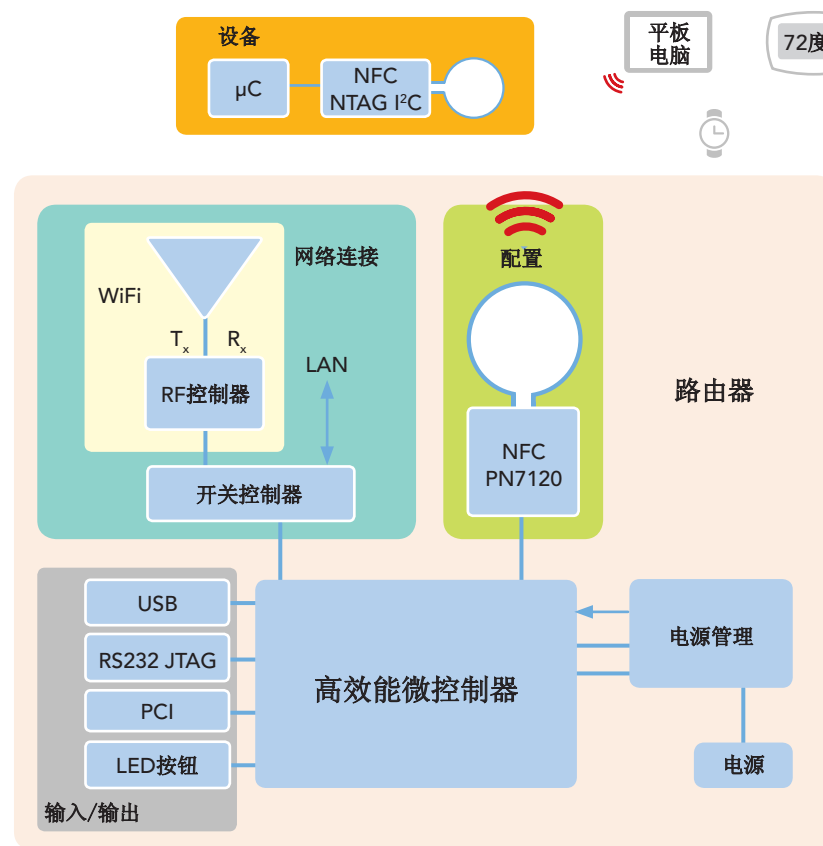 设备
μC
NFC
NTAG I²C
平板
电脑
72度
网络连接
WiFi
Tₓ Rₓ
LAN
RF控制器
开关控制器
配置
NFC
PN7120
路由器
USB
RS232 JTAG
PCI
LED按钮
输入/输出
高效能微控制器
电源管理
电源